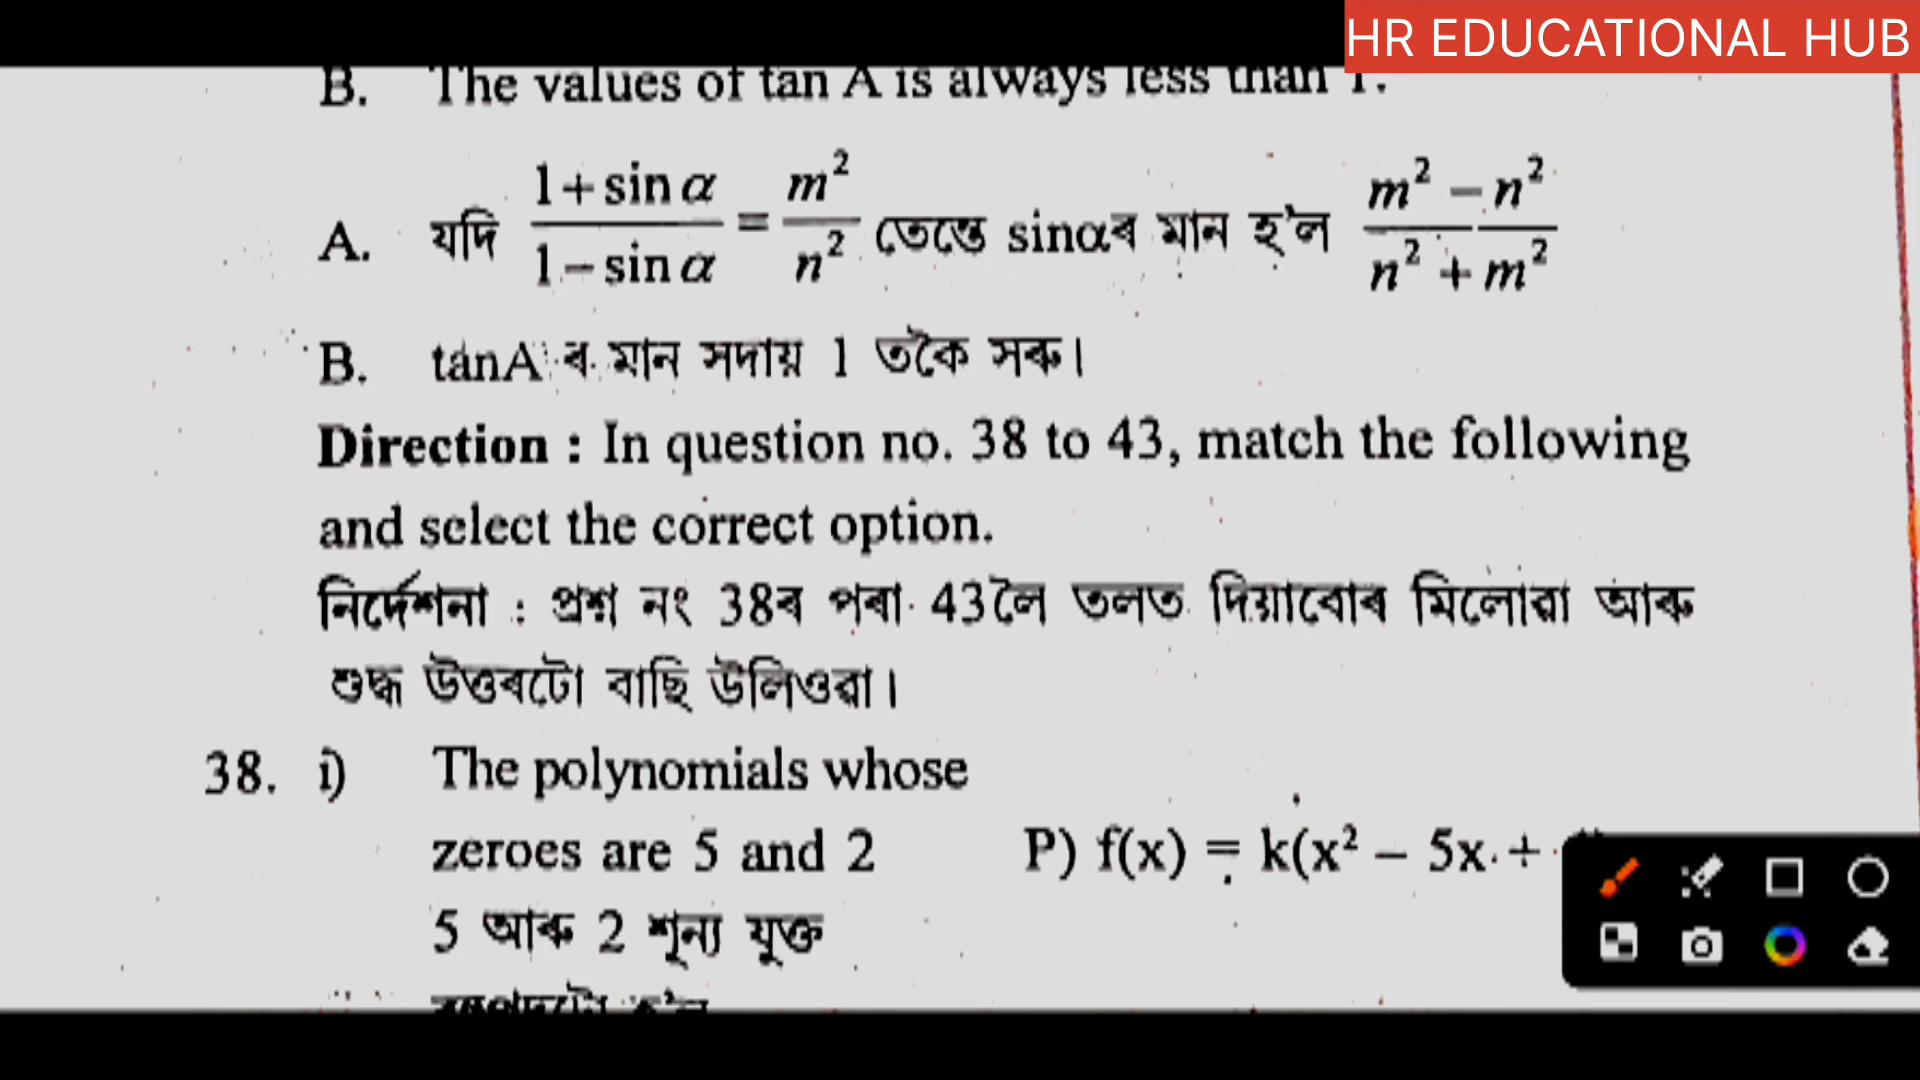 HR EDUCATIONAL HUB
B. The values of tan A is always less than 1.
A. যদি (1+sin α)/(1−sin α) = m²/n² তেন্তে sinαৰ মান হ'ল (m² − n²)/(n² + m²)
B. tanA ৰ মান সদায় 1 তকৈ সৰু।
Direction : In question no. 38 to 43, match the following
and select the correct option.
নিৰ্দেশনা : প্ৰশ্ন নং 38ৰ পৰা 43লৈ তলত দিয়াবোৰ মিলোৱা আৰু
শুদ্ধ উত্তৰটো বাছি উলিওৱা।
38. i) The polynomials whose
zeroes are 5 and 2 P) f(x) = k(x² – 5x +
5 আৰু 2 শূন্য যুক্ত